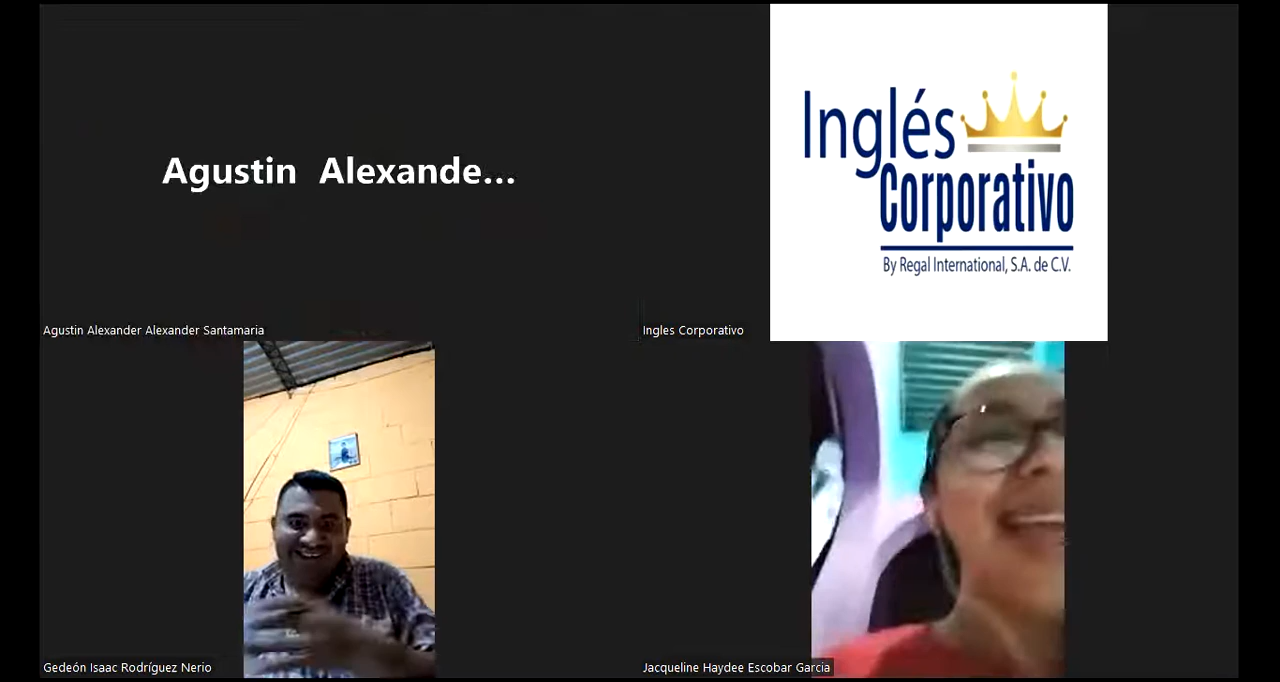 Agustin Alexande...
Inglés
Corporativo
By Regal International, S.A. de C.V.
Agustin Alexander Alexander Santamaria
Ingles Corporativo
Gedeón Isaac Rodríguez Nerio
Jacqueline Haydee Escobar Garcia